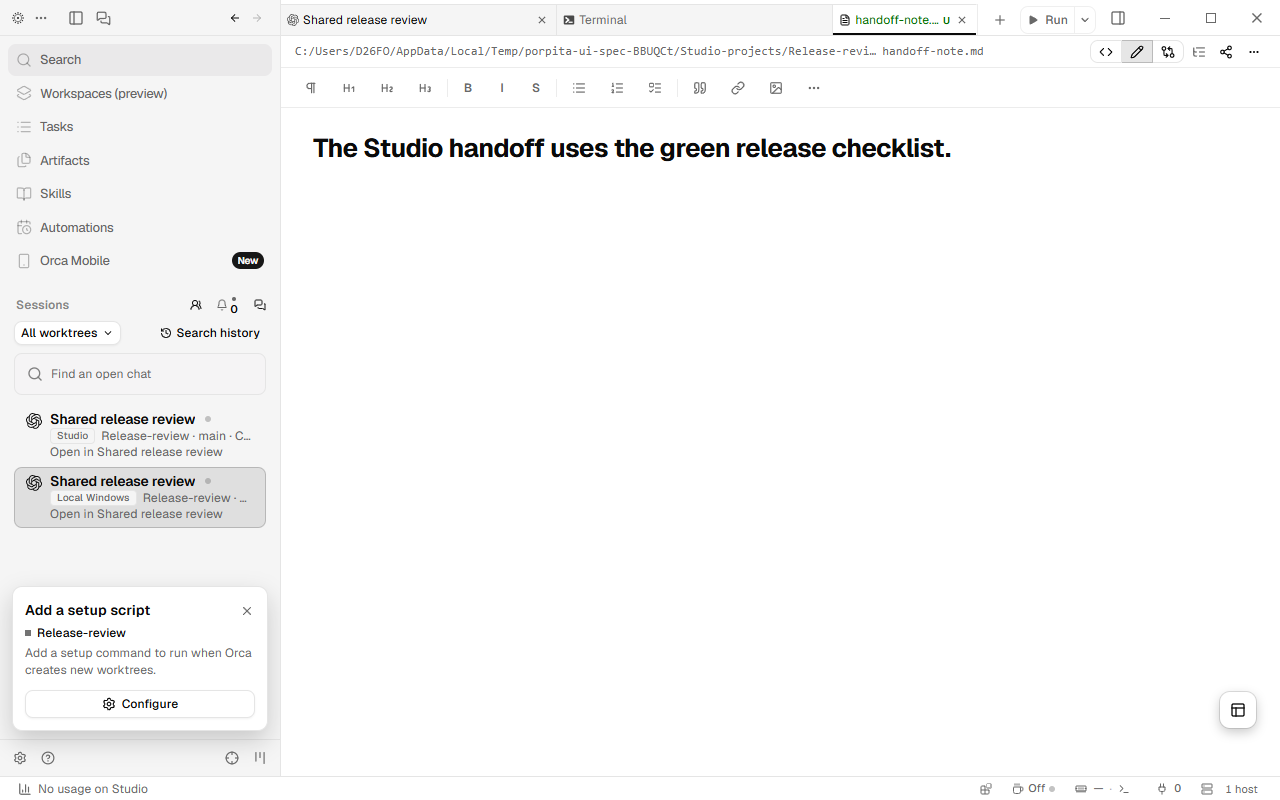 Shared release review
Terminal
handoff-note.... U
Run
Search
C:/Users/D26FO/AppData/Local/Temp/porpita-ui-spec-BBUQCt/Studio-projects/Release-revi… handoff-note.md
Workspaces (preview)
H1 H2 H3 B I S
Tasks
Artifacts
Skills
Automations
Orca Mobile New
The Studio handoff uses the green release checklist.
Sessions 0
All worktrees Search history
Find an open chat
Shared release review
Studio Release-review · main · C...
Open in Shared release review
Shared release review
Local Windows Release-review · ...
Open in Shared release review
Add a setup script
Release-review
Add a setup command to run when Orca
creates new worktrees.
Configure
No usage on Studio
Off
0
1 host